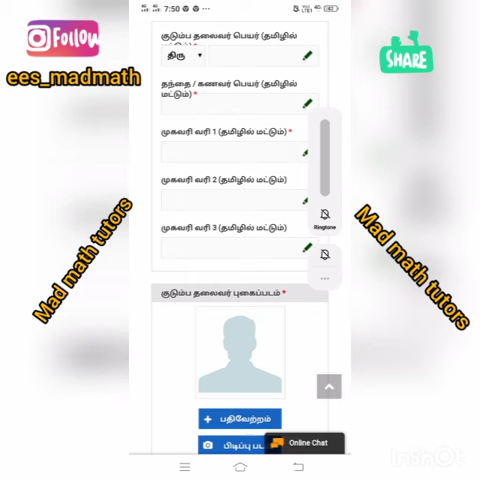 7:50
Follow
ees_madmath
SHARE
குடும்ப தலைவர் பெயர் (தமிழில்
மட்டும்) *
திரு
தந்தை / கணவர் பெயர் (தமிழில்
மட்டும்) *
முகவரி வரி 1 (தமிழில் மட்டும்) *
முகவரி வரி 2 (தமிழில் மட்டும்)
Ringtone
முகவரி வரி 3 (தமிழில் மட்டும்)
Mad math tutors
Mad math tutors
குடும்ப தலைவர் புகைப்படம் *
+ பதிவேற்றம்
பிடிப்பு பட
Online Chat
InShOt